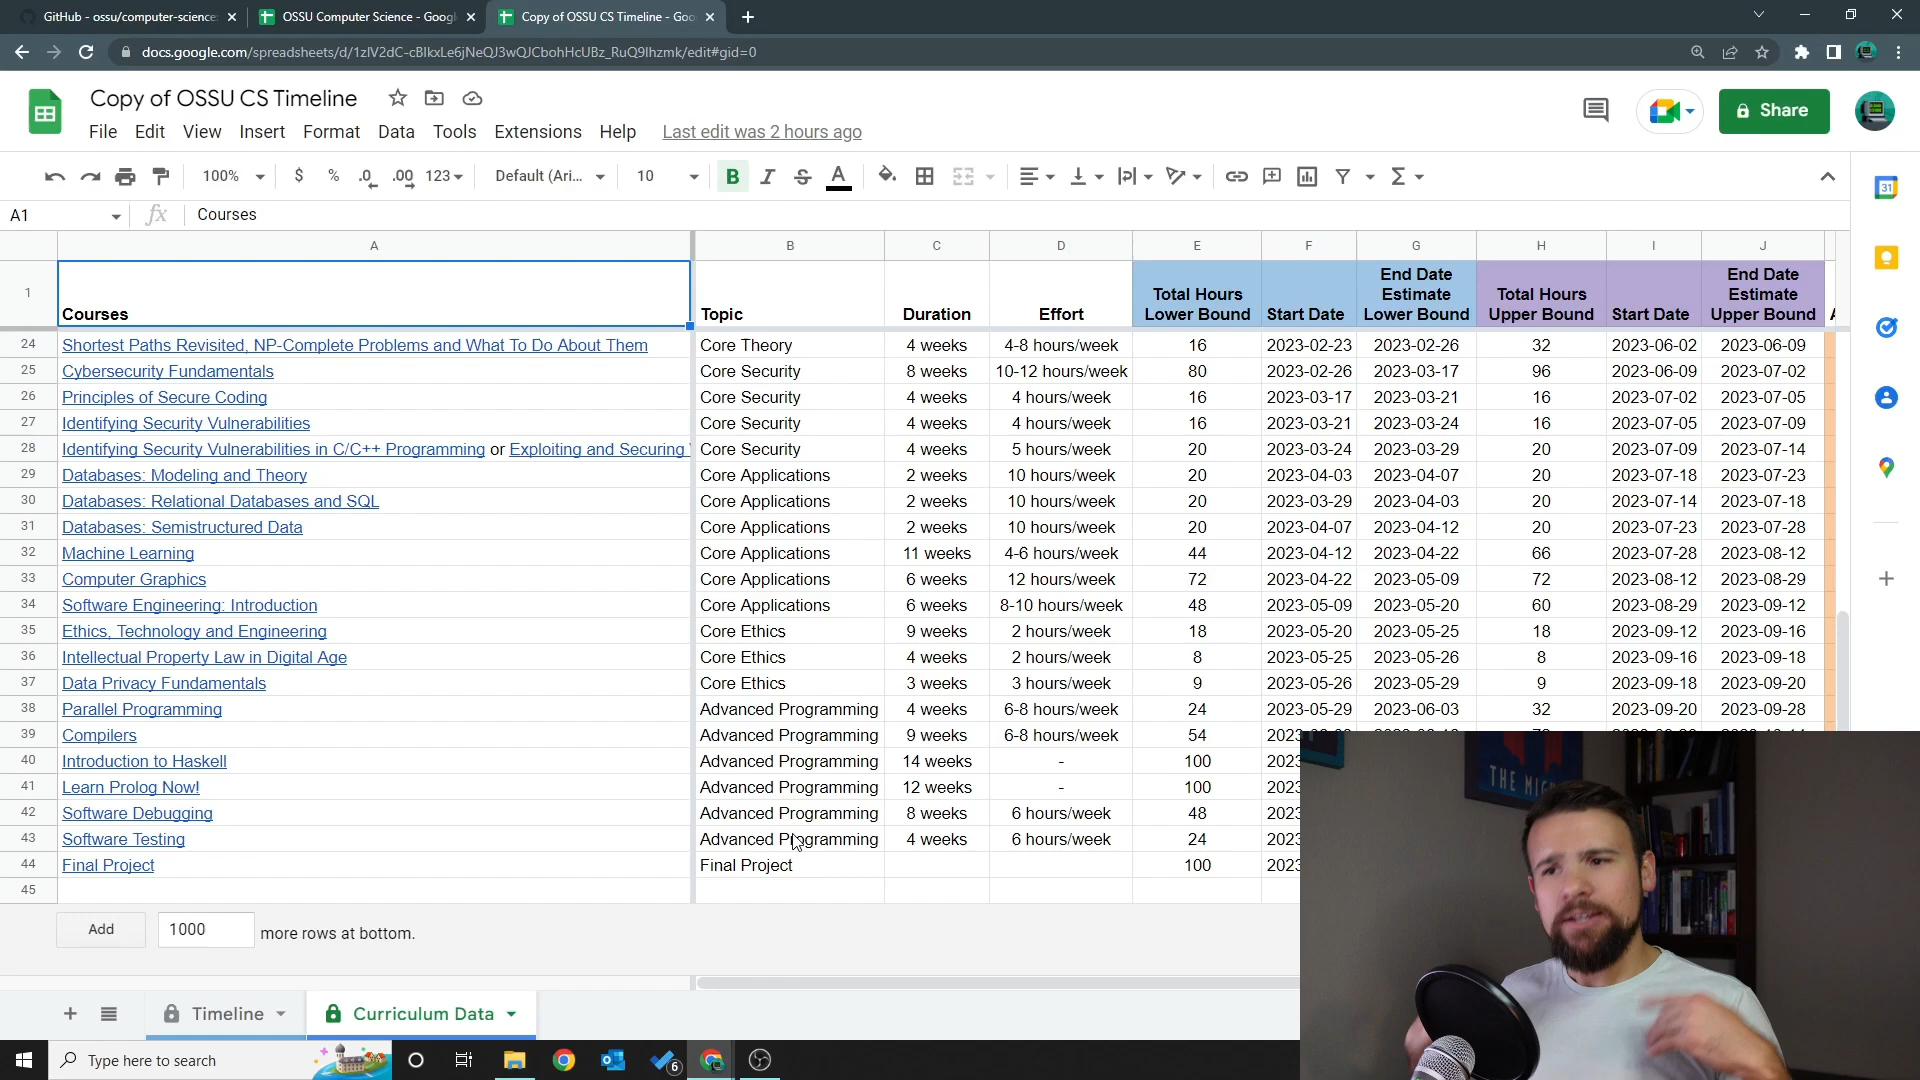 GitHub - ossu/computer-science:
OSSU Computer Science - Googl
Copy of OSSU CS Timeline - Goo
docs.google.com/spreadsheets/d/1zlV2dC-cBlkxLe6jNeQJ3wQJCbohHcUBz_RuQ9lhzmk/edit#gid=0
Copy of OSSU CS Timeline
File Edit View Insert Format Data Tools Extensions Help Last edit was 2 hours ago
Share
100% $ % .0 .00 123 Default (Ari... 10 B I S A
A1 fx Courses
A B C D E F G H I J
1 Courses Topic Duration Effort Total Hours Lower Bound Start Date End Date Estimate Lower Bound Total Hours Upper Bound Start Date End Date Estimate Upper Bound
24 Shortest Paths Revisited, NP-Complete Problems and What To Do About Them Core Theory 4 weeks 4-8 hours/week 16 2023-02-23 2023-02-26 32 2023-06-02 2023-06-09
25 Cybersecurity Fundamentals Core Security 8 weeks 10-12 hours/week 80 2023-02-26 2023-03-17 96 2023-06-09 2023-07-02
26 Principles of Secure Coding Core Security 4 weeks 4 hours/week 16 2023-03-17 2023-03-21 16 2023-07-02 2023-07-05
27 Identifying Security Vulnerabilities Core Security 4 weeks 4 hours/week 16 2023-03-21 2023-03-24 16 2023-07-05 2023-07-09
28 Identifying Security Vulnerabilities in C/C++ Programming or Exploiting and Securing Core Security 4 weeks 5 hours/week 20 2023-03-24 2023-03-29 20 2023-07-09 2023-07-14
29 Databases: Modeling and Theory Core Applications 2 weeks 10 hours/week 20 2023-04-03 2023-04-07 20 2023-07-18 2023-07-23
30 Databases: Relational Databases and SQL Core Applications 2 weeks 10 hours/week 20 2023-03-29 2023-04-03 20 2023-07-14 2023-07-18
31 Databases: Semistructured Data Core Applications 2 weeks 10 hours/week 20 2023-04-07 2023-04-12 20 2023-07-23 2023-07-28
32 Machine Learning Core Applications 11 weeks 4-6 hours/week 44 2023-04-12 2023-04-22 66 2023-07-28 2023-08-12
33 Computer Graphics Core Applications 6 weeks 12 hours/week 72 2023-04-22 2023-05-09 72 2023-08-12 2023-08-29
34 Software Engineering: Introduction Core Applications 6 weeks 8-10 hours/week 48 2023-05-09 2023-05-20 60 2023-08-29 2023-09-12
35 Ethics, Technology and Engineering Core Ethics 9 weeks 2 hours/week 18 2023-05-20 2023-05-25 18 2023-09-12 2023-09-16
36 Intellectual Property Law in Digital Age Core Ethics 4 weeks 2 hours/week 8 2023-05-25 2023-05-26 8 2023-09-16 2023-09-18
37 Data Privacy Fundamentals Core Ethics 3 weeks 3 hours/week 9 2023-05-26 2023-05-29 9 2023-09-18 2023-09-20
38 Parallel Programming Advanced Programming 4 weeks 6-8 hours/week 24 2023-05-29 2023-06-03 32 2023-09-20 2023-09-28
39 Compilers Advanced Programming 9 weeks 6-8 hours/week 54
40 Introduction to Haskell Advanced Programming 14 weeks - 100 2023
41 Learn Prolog Now! Advanced Programming 12 weeks - 100 2023
42 Software Debugging Advanced Programming 8 weeks 6 hours/week 48 2023
43 Software Testing Advanced Programming 4 weeks 6 hours/week 24 2023
44 Final Project Final Project 100 2023
45
Add 1000 more rows at bottom.
THE MIG
Timeline Curriculum Data
Type here to search
6
31